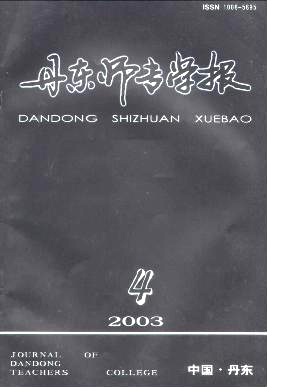 ISSN 1008-5695
丹东师专学报
DANDONG SHIZHUAN XUEBAO
4
2003
JOURNAL OF
DANDONG
TEACHERS COLLEGE
中国·丹东